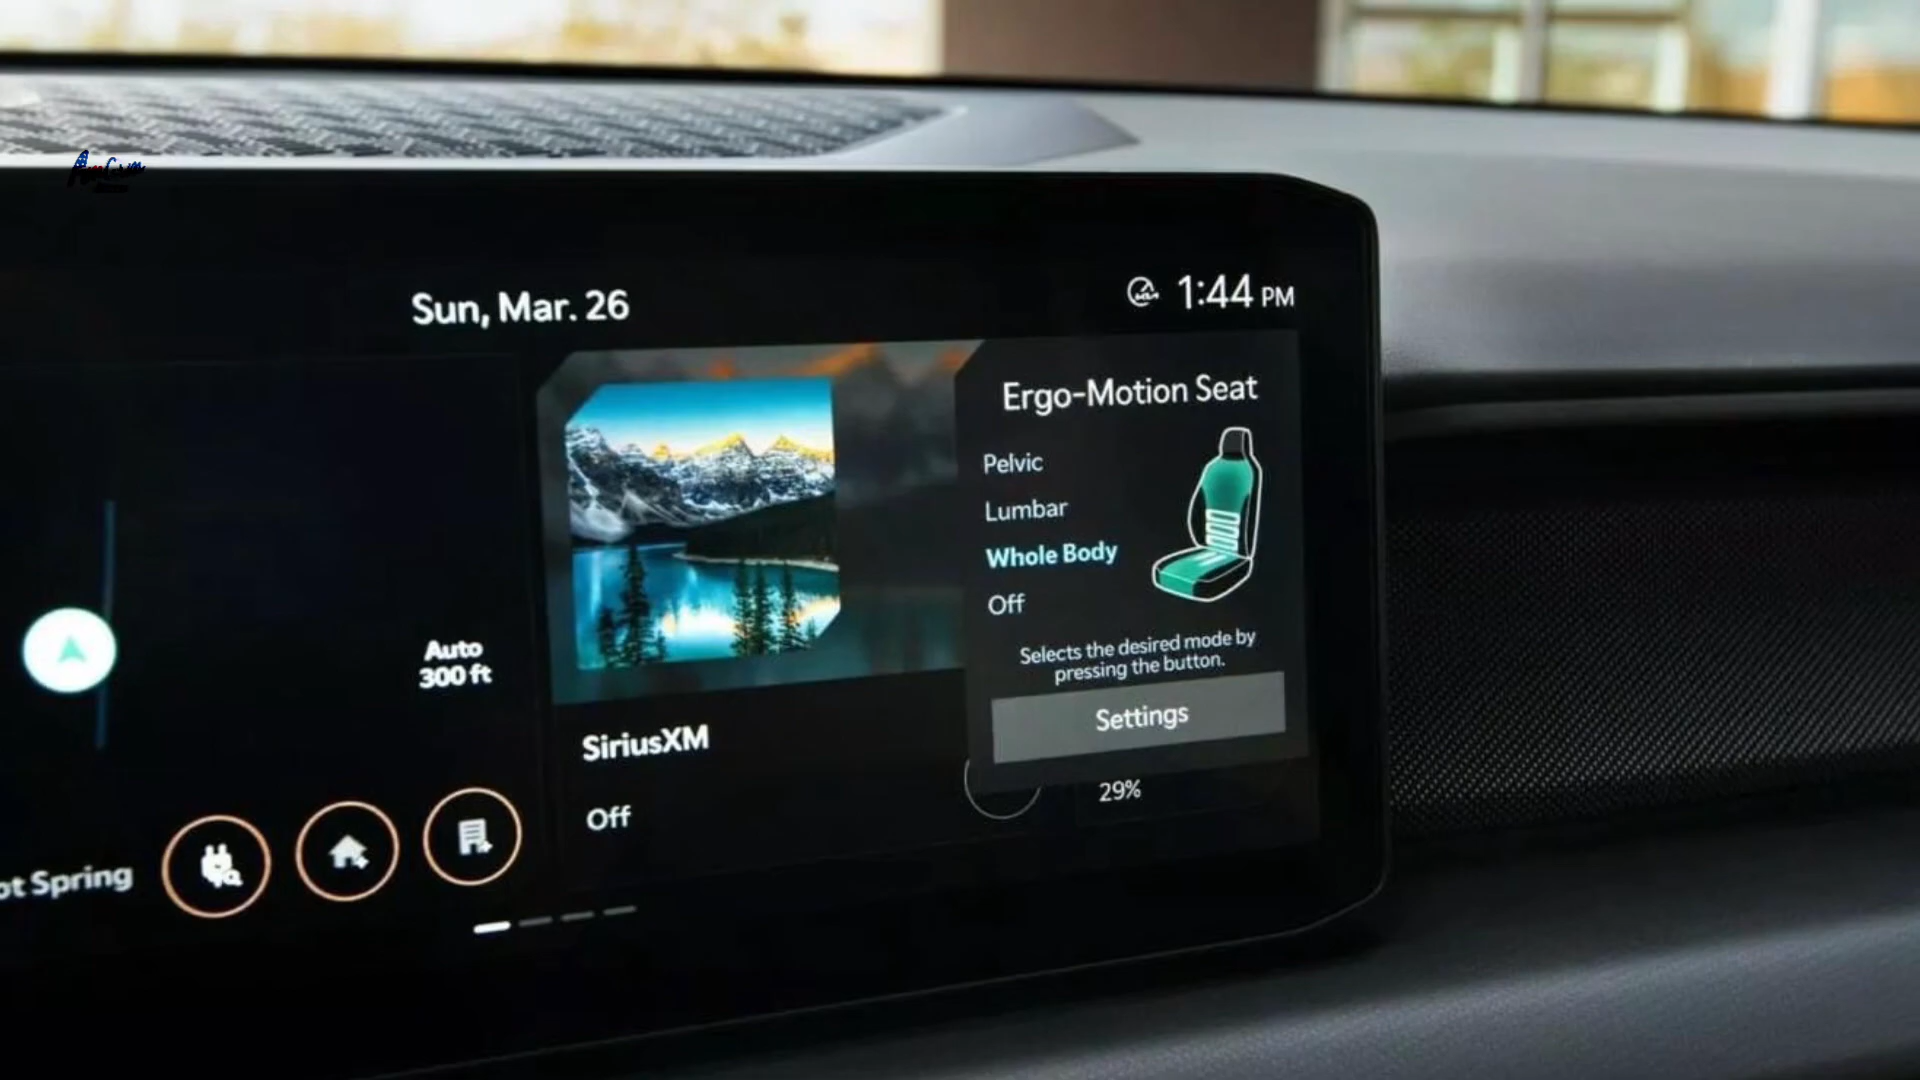 Sun, Mar. 26
1:44 PM
Ergo-Motion Seat
Pelvic
Lumbar
Whole Body
Off
Selects the desired mode by
pressing the button.
Settings
29%
Auto
300 ft
SiriusXM
Off
ot Spring